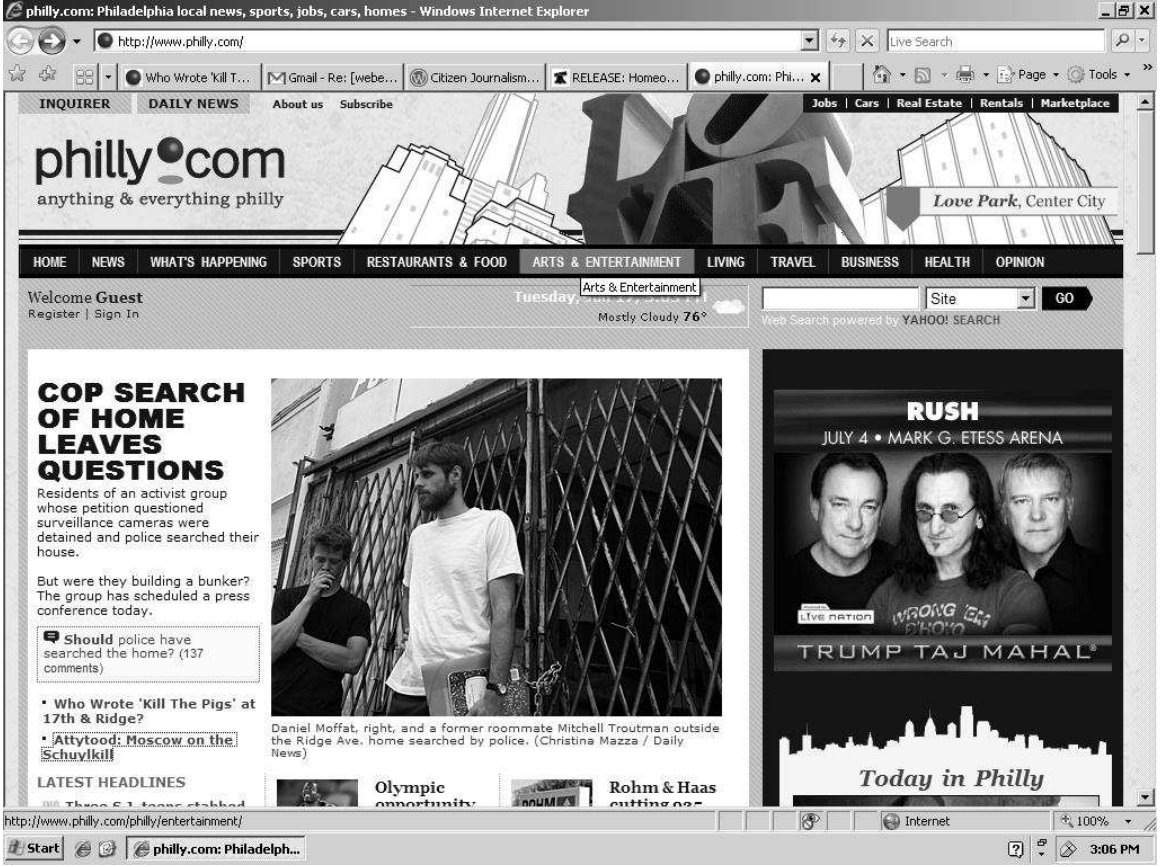 philly.com: Philadelphia local news, sports, jobs, cars, homes - Windows Internet Explorer
http://www.philly.com/
Live Search
Who Wrote 'Kill T...
Gmail - Re: [webe...
Citizen Journalism...
RELEASE: Homeo...
philly.com: Phi...
Page
Tools
INQUIRER
DAILY NEWS
About us
Subscribe
Jobs | Cars | Real Estate | Rentals | Marketplace
philly.com
anything & everything philly
LOVE
Love Park, Center City
HOME NEWS WHAT'S HAPPENING SPORTS RESTAURANTS & FOOD ARTS & ENTERTAINMENT LIVING TRAVEL BUSINESS HEALTH OPINION
Arts & Entertainment
Welcome Guest
Register | Sign In
Tuesday,
Mostly Cloudy 76°
Site
GO
Web Search powered by YAHOO! SEARCH
COP SEARCH
OF HOME
LEAVES
QUESTIONS
Residents of an activist group
whose petition questioned
surveillance cameras were
detained and police searched their
house.
But were they building a bunker?
The group has scheduled a press
conference today.
Should police have
searched the home? (137
comments)
Who Wrote 'Kill The Pigs' at
17th & Ridge?
Attytood: Moscow on the
Schuylkill
LATEST HEADLINES
Daniel Moffat, right, and a former roommate Mitchell Troutman outside
the Ridge Ave. home searched by police. (Christina Mazza / Daily
News)
Olympic
opportunity
Rohm & Haas
cutting
RUSH
JULY 4 • MARK G. ETESS ARENA
LIVE NATION
WRONG 'EM
TRUMP TAJ MAHAL
Today in Philly
http://www.philly.com/philly/entertainment/
Internet
100%
Start
philly.com: Philadelph...
3:06 PM